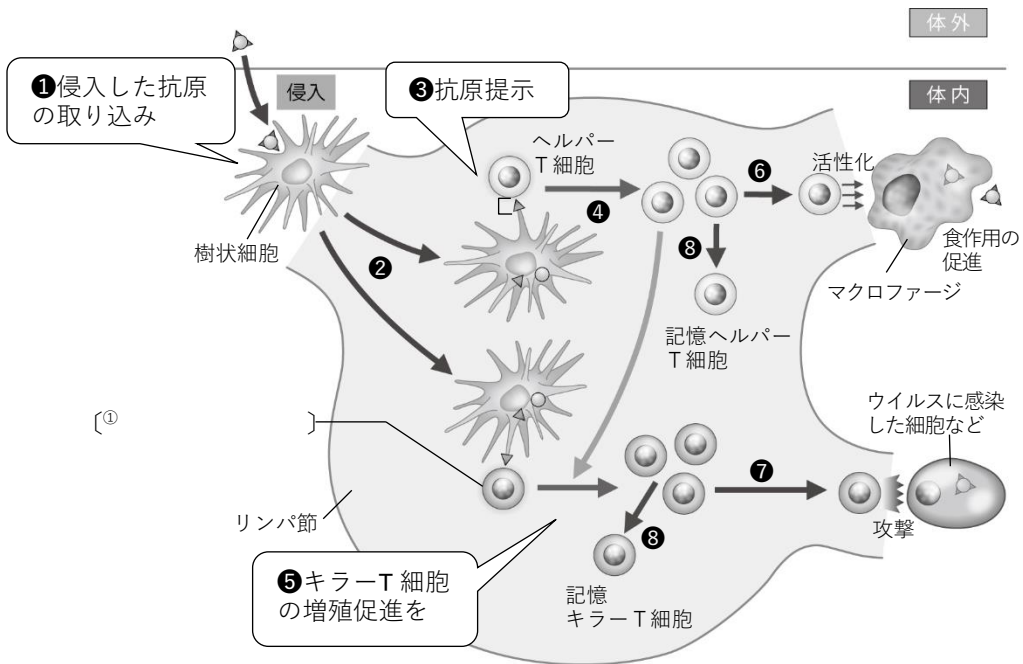 体外
❶侵入した抗原
の取り込み
侵入
❸抗原提示
体内
ヘルパー
T 細胞
❻
活性化
❹
樹状細胞
❷
❽
食作用の
促進
マクロファージ
記憶ヘルパー
T 細胞
〔① 〕
ウイルスに感染
した細胞など
❼
リンパ節
❽
攻撃
❺キラーT 細胞
の増殖促進を
記憶
キラー T 細胞